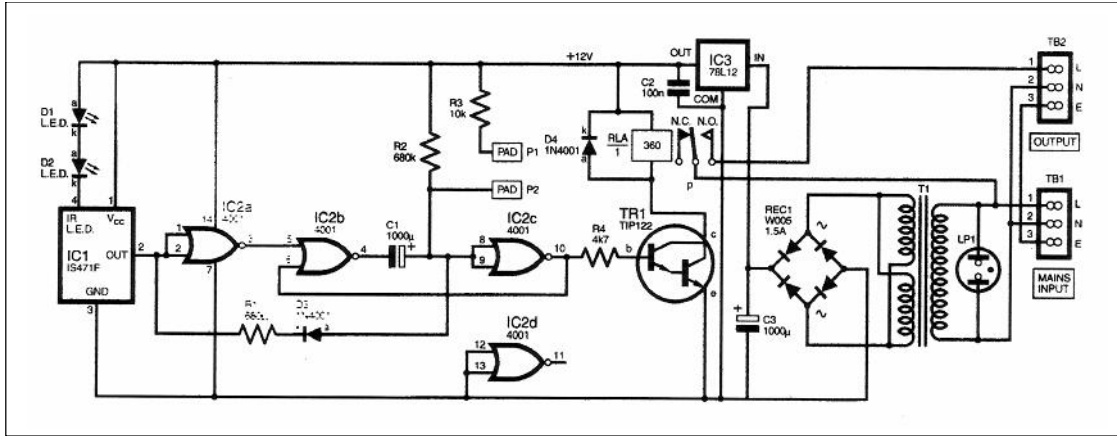 +12V
OUT
IC3
78L12
IN
COM
C2
100n
TB2
1
L
2
N
3
E
OUTPUT
a
D1
L.E.D.
k
a
D2
L.E.D.
k
4
1
IR
L.E.D.
VCC
IC1
IS471F
OUT
2
GND
3
IC2a
4001
14
1
2
7
IC2b
4001
4
C1
1000µ
+
R2
680k
R3
10k
PAD
P1
PAD
P2
IC2c
4001
8
9
10
R4
4k7
b
TR1
TIP122
c
e
k
D4
1N4001
a
RLA
1
360
N.C.
N.O.
p
REC1
W005
1.5A
~
~
+
C3
1000µ
T1
LP1
TB1
1
L
2
N
3
E
MAINS
INPUT
a
IC2d
4001
12
13
11